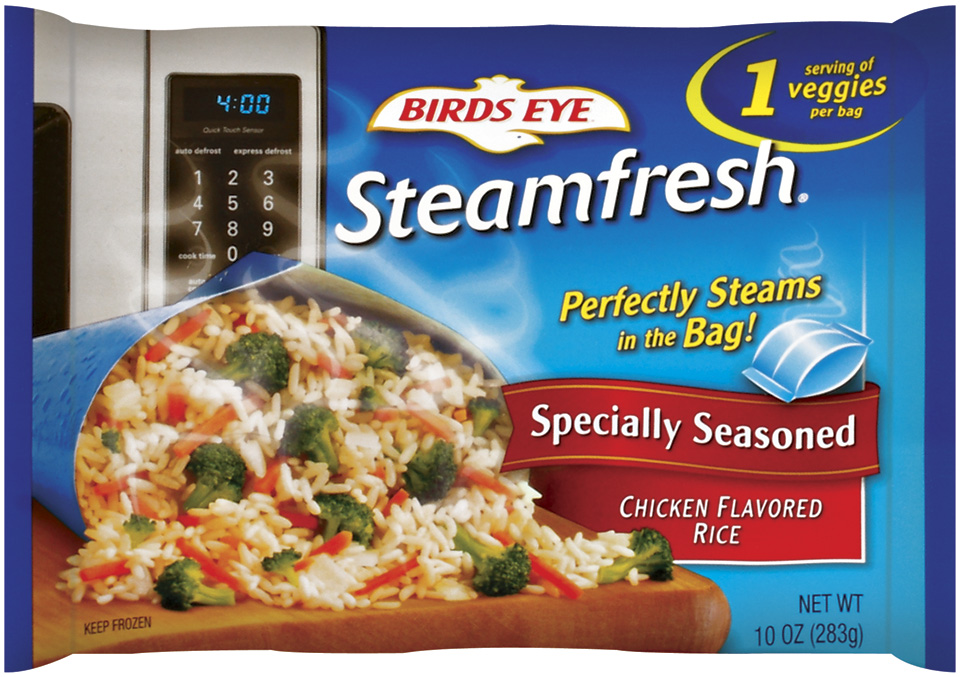 4:00
Quick Touch Sensor
auto defrost express defrost
1 2 3
4 5 6
7 8 9
cook time 0
BIRDS EYE
1 serving of
veggies
per bag
Steamfresh®
Perfectly Steams
in the Bag!
Specially Seasoned
CHICKEN FLAVORED
RICE
KEEP FROZEN
NET WT
10 OZ (283g)